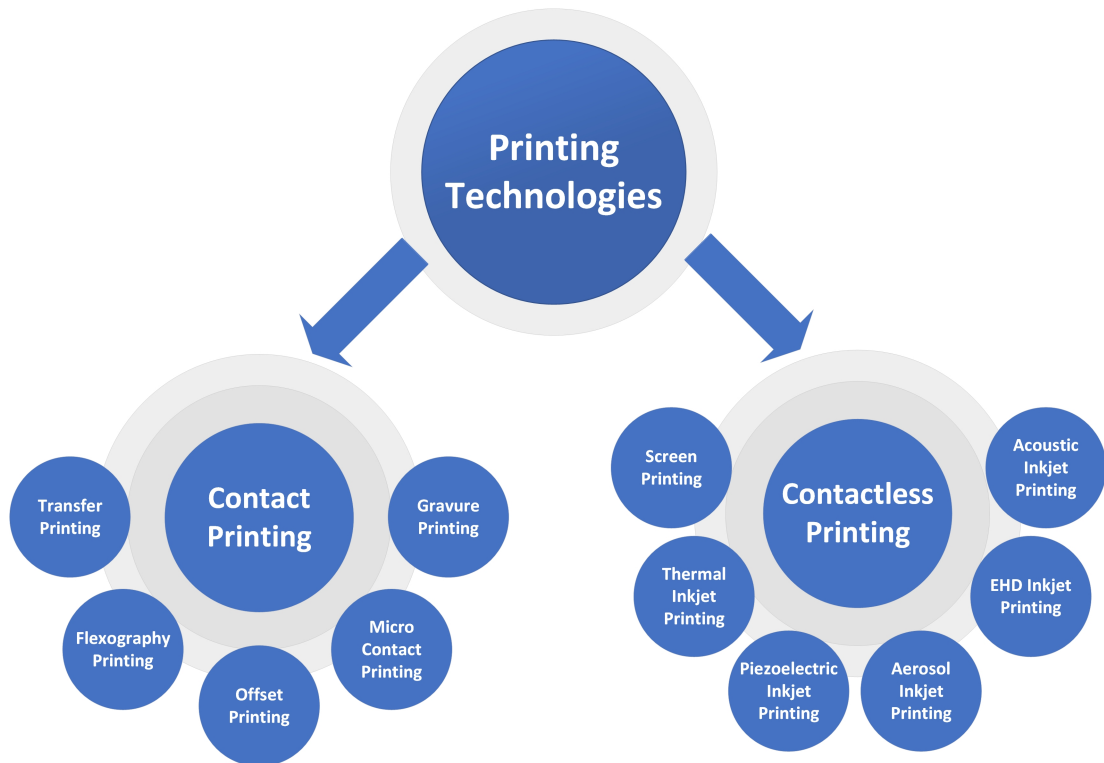 Printing
Technologies
Contact
Printing
Transfer
Printing
Flexography
Printing
Offset
Printing
Micro
Contact
Printing
Gravure
Printing
Contactless
Printing
Screen
Printing
Thermal
Inkjet
Printing
Piezoelectric
Inkjet
Printing
Aerosol
Inkjet
Printing
EHD Inkjet
Printing
Acoustic
Inkjet
Printing